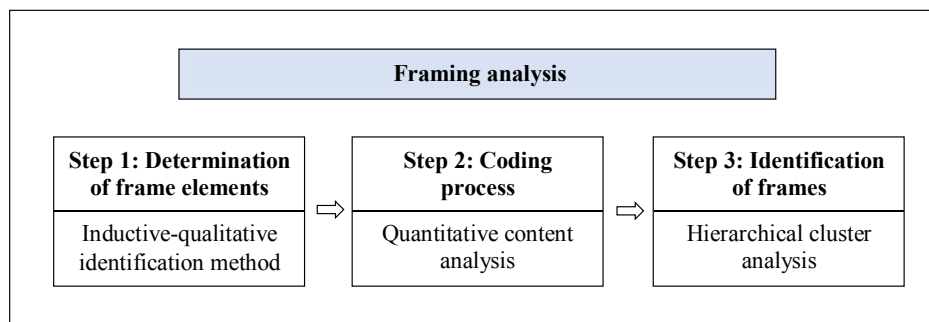 Framing analysis
Step 1: Determination
of frame elements
Inductive-qualitative
identification method
Step 2: Coding
process
Quantitative content
analysis
Step 3: Identification
of frames
Hierarchical cluster
analysis